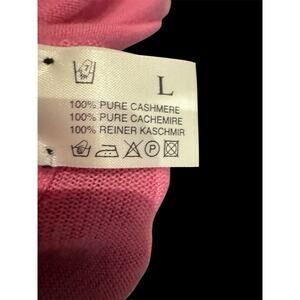 L
100% PURE CASHMERE
100% PURE CACHEMIRE
100% REINER KASCHMIR
P